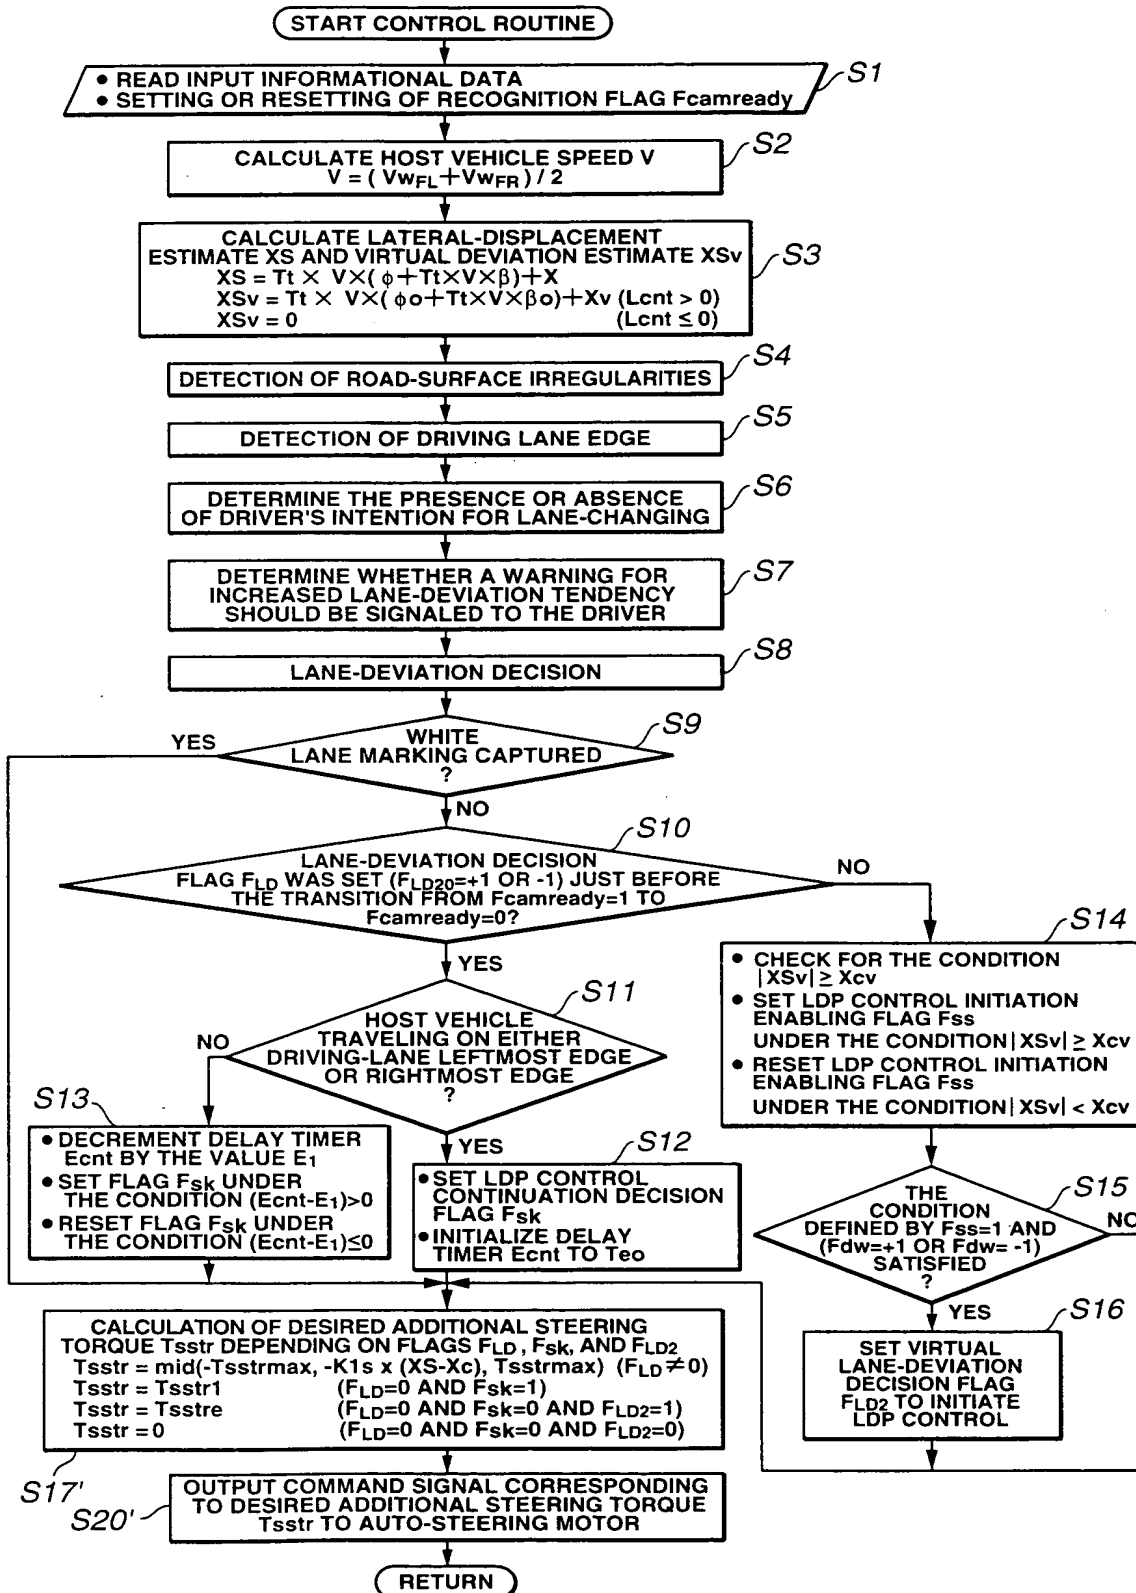 START CONTROL ROUTINE
• READ INPUT INFORMATIONAL DATA
• SETTING OR RESETTING OF RECOGNITION FLAG Fcamready
S1
CALCULATE HOST VEHICLE SPEED V
V = ( VwFL+VwFR ) / 2
S2
CALCULATE LATERAL-DISPLACEMENT
ESTIMATE XS AND VIRTUAL DEVIATION ESTIMATE XSv
XS = Tt × V×( φ+Tt×V×β)+X
XSv = Tt × V×( φo+Tt×V×βo)+Xv (Lcnt > 0)
XSv = 0 (Lcnt ≤ 0)
S3
DETECTION OF ROAD-SURFACE IRREGULARITIES
S4
DETECTION OF DRIVING LANE EDGE
S5
DETERMINE THE PRESENCE OR ABSENCE
OF DRIVER'S INTENTION FOR LANE-CHANGING
S6
DETERMINE WHETHER A WARNING FOR
INCREASED LANE-DEVIATION TENDENCY
SHOULD BE SIGNALED TO THE DRIVER
S7
LANE-DEVIATION DECISION
S8
WHITE
LANE MARKING CAPTURED
?
S9
YES
NO
LANE-DEVIATION DECISION
FLAG FLD WAS SET (FLD20=+1 OR -1) JUST BEFORE
THE TRANSITION FROM Fcamready=1 TO
Fcamready=0?
S10
NO
YES
HOST VEHICLE
TRAVELING ON EITHER
DRIVING-LANE LEFTMOST EDGE
OR RIGHTMOST EDGE
?
S11
NO
YES
S13
• DECREMENT DELAY TIMER
Ecnt BY THE VALUE E1
• SET FLAG Fsk UNDER
THE CONDITION (Ecnt-E1)>0
• RESET FLAG Fsk UNDER
THE CONDITION (Ecnt-E1)≤0
S12
• SET LDP CONTROL
CONTINUATION DECISION
FLAG Fsk
• INITIALIZE DELAY
TIMER Ecnt TO Teo
S14
• CHECK FOR THE CONDITION
|XSv| ≥ Xcv
• SET LDP CONTROL INITIATION
ENABLING FLAG Fss
UNDER THE CONDITION |XSv| ≥ Xcv
• RESET LDP CONTROL INITIATION
ENABLING FLAG Fss
UNDER THE CONDITION |XSv| < Xcv
S15
THE
CONDITION
DEFINED BY Fss=1 AND
(Fdw=+1 OR Fdw= -1)
SATISFIED
?
NO
YES
S16
SET VIRTUAL
LANE-DEVIATION
DECISION FLAG
FLD2 TO INITIATE
LDP CONTROL
CALCULATION OF DESIRED ADDITIONAL STEERING
TORQUE Tsstr DEPENDING ON FLAGS FLD, Fsk, AND FLD2
Tsstr = mid(-Tsstrmax, -K1s x (XS-Xc), Tsstrmax) (FLD≠0)
Tsstr = Tsstr1 (FLD=0 AND Fsk=1)
Tsstr = Tsstre (FLD=0 AND Fsk=0 AND FLD2=1)
Tsstr = 0 (FLD=0 AND Fsk=0 AND FLD2=0)
S17'
OUTPUT COMMAND SIGNAL CORRESPONDING
TO DESIRED ADDITIONAL STEERING TORQUE
Tsstr TO AUTO-STEERING MOTOR
S20'
RETURN